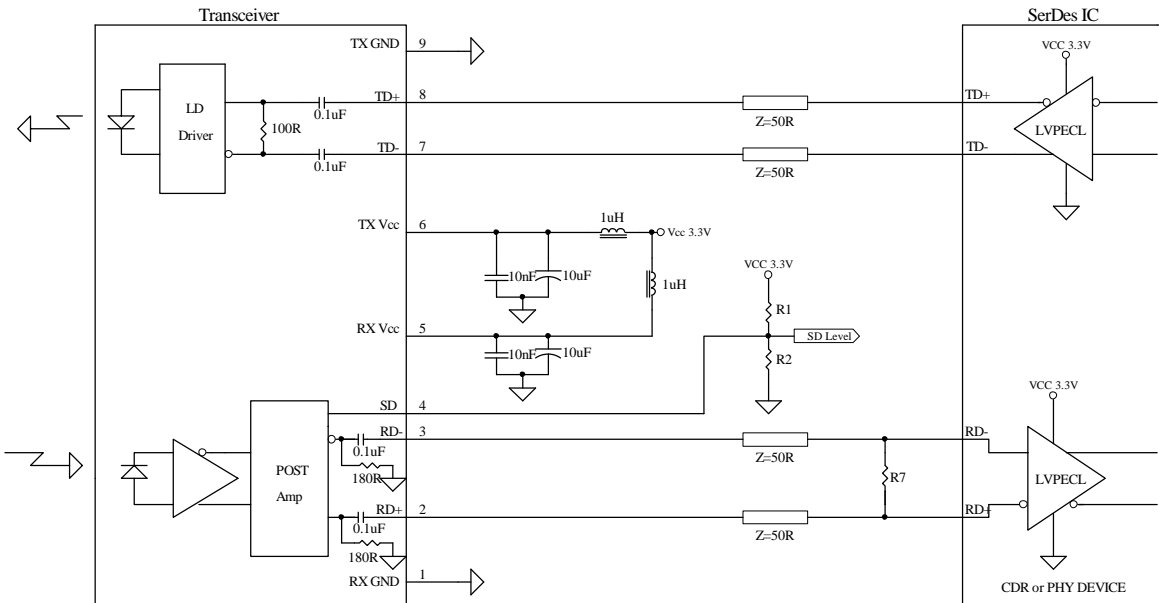 Transceiver
SerDes IC
TX GND
9
VCC 3.3V
LD
Driver
100R
0.1uF
TD+
8
Z=50R
TD+
LVPECL
0.1uF
TD-
7
Z=50R
TD-
TX Vcc
6
1uH
Vcc 3.3V
10nF
10uF
1uH
VCC 3.3V
R1
SD Level
R2
RX Vcc
5
10nF
10uF
VCC 3.3V
SD
4
RD-
3
0.1uF
180R
Z=50R
RD-
POST
Amp
R7
LVPECL
RD+
2
0.1uF
180R
Z=50R
RD+
RX GND
1
CDR or PHY DEVICE